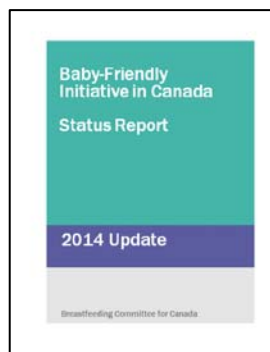 Baby-Friendly
Initiative in Canada
Status Report
2014 Update
Breastfeeding Committee for Canada